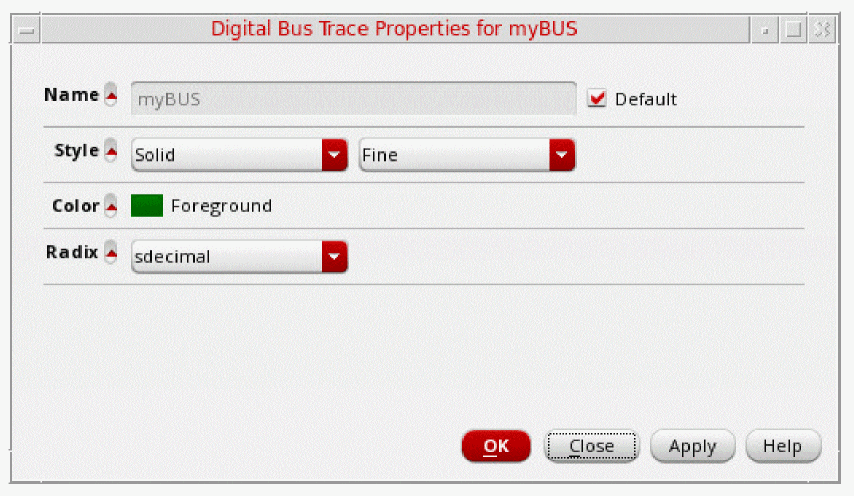 Digital Bus Trace Properties for myBUS
Name myBUS Default
Style Solid Fine
Color Foreground
Radix sdecimal
OK Close Apply Help